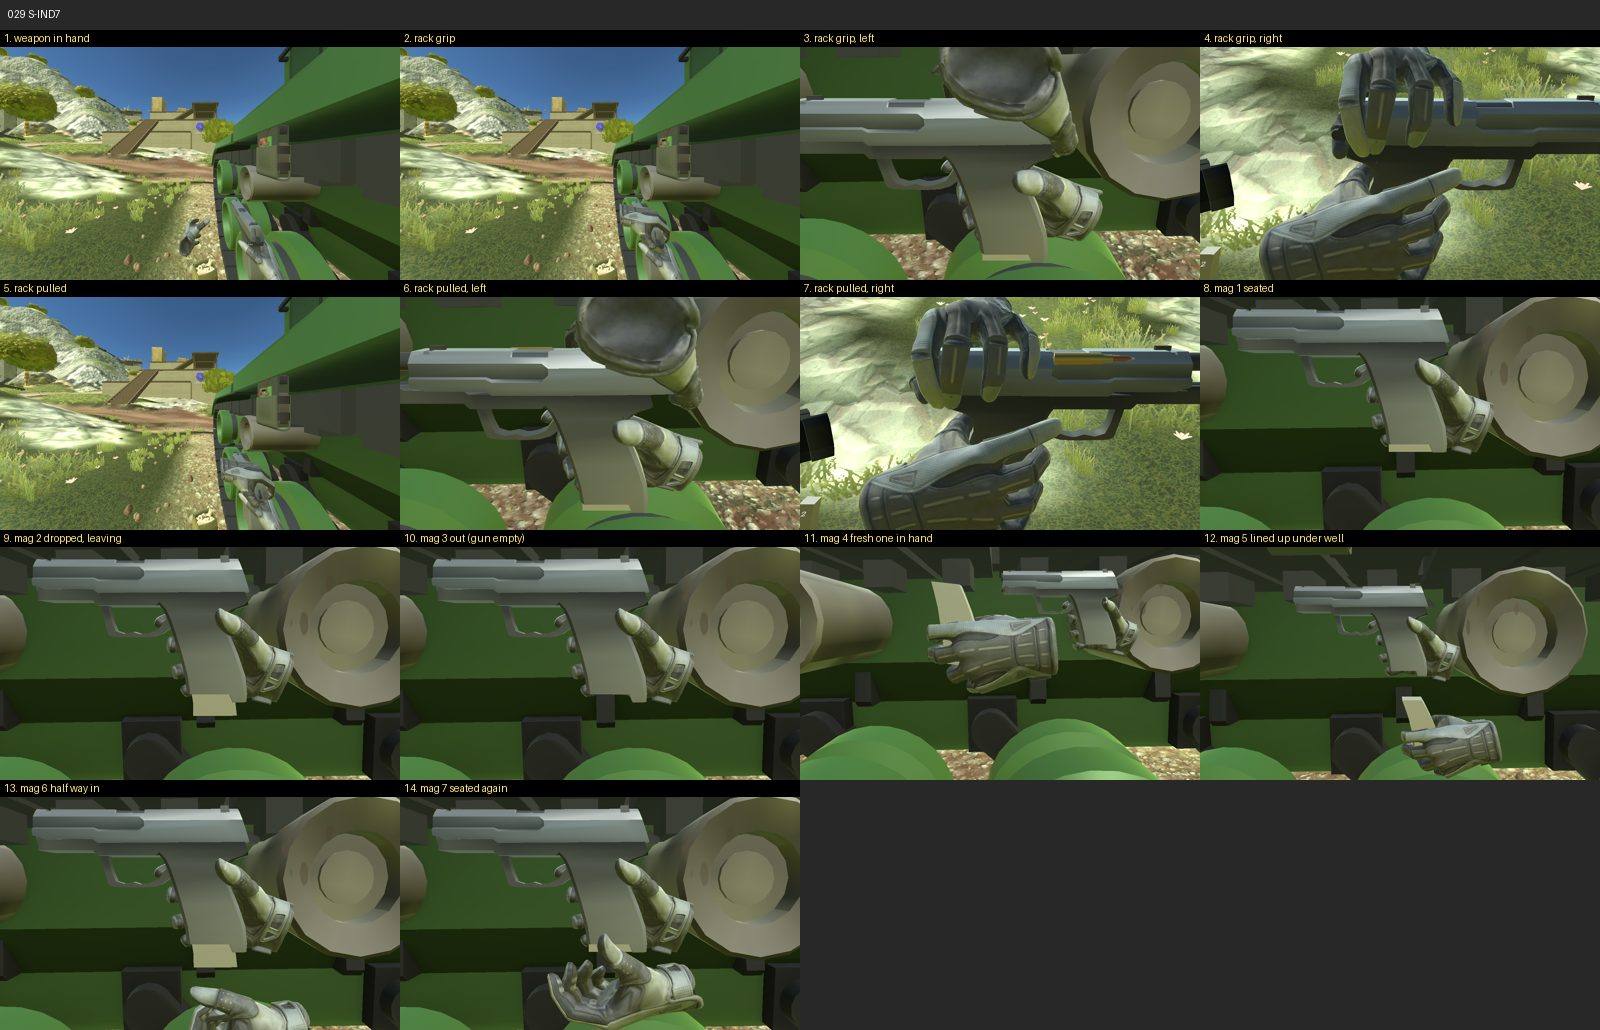 029 S-IND7
1. weapon in hand
2. rack grip
3. rack grip, left
4. rack grip, right
5. rack pulled
6. rack pulled, left
7. rack pulled, right
8. mag 1 seated
9. mag 2 dropped, leaving
10. mag 3 out (gun empty)
11. mag 4 fresh one in hand
12. mag 5 lined up under well
13. mag 6 half way in
14. mag 7 seated again